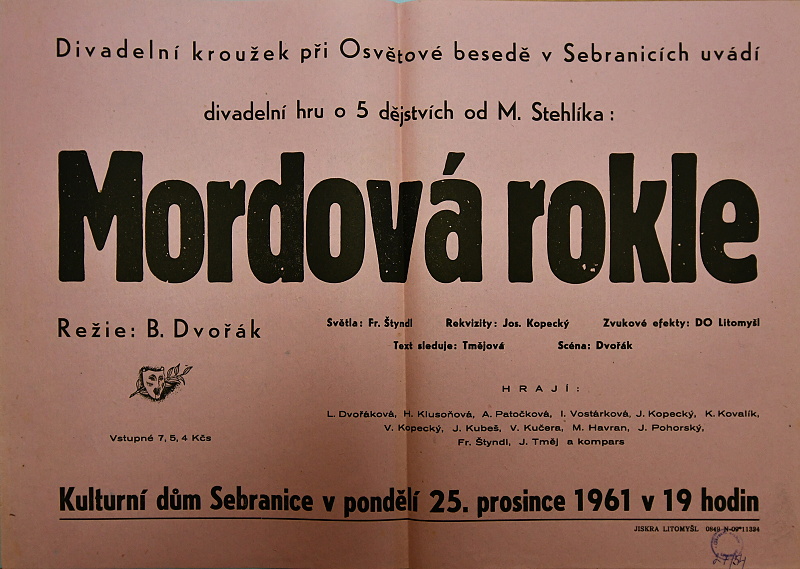 Divadelní kroužek při Osvětové besedě v Sebranicích uvádí
divadelní hru o 5 dějstvích od M. Stehlíka:
Mordová rokle
Režie: B. Dvořák
Světla: Fr. Štyndl Rekvizity: Jos. Kopecký Zvukové efekty: DO Litomyšl
Text sleduje: Tmějová Scéna: Dvořák
HRAJÍ:
L. Dvořáková, H. Klusoňová, A. Patočková, I. Vostárková, J. Kopecký, K. Kovalík,
V. Kopecký, J. Kubeš, V. Kučera, M. Havran, J. Pohorský,
Fr. Štyndl, J. Tměj a kompars
Vstupné 7, 5, 4 Kčs
Kulturní dům Sebranice v pondělí 25. prosince 1961 v 19 hodin
JISKRA LITOMYŠL